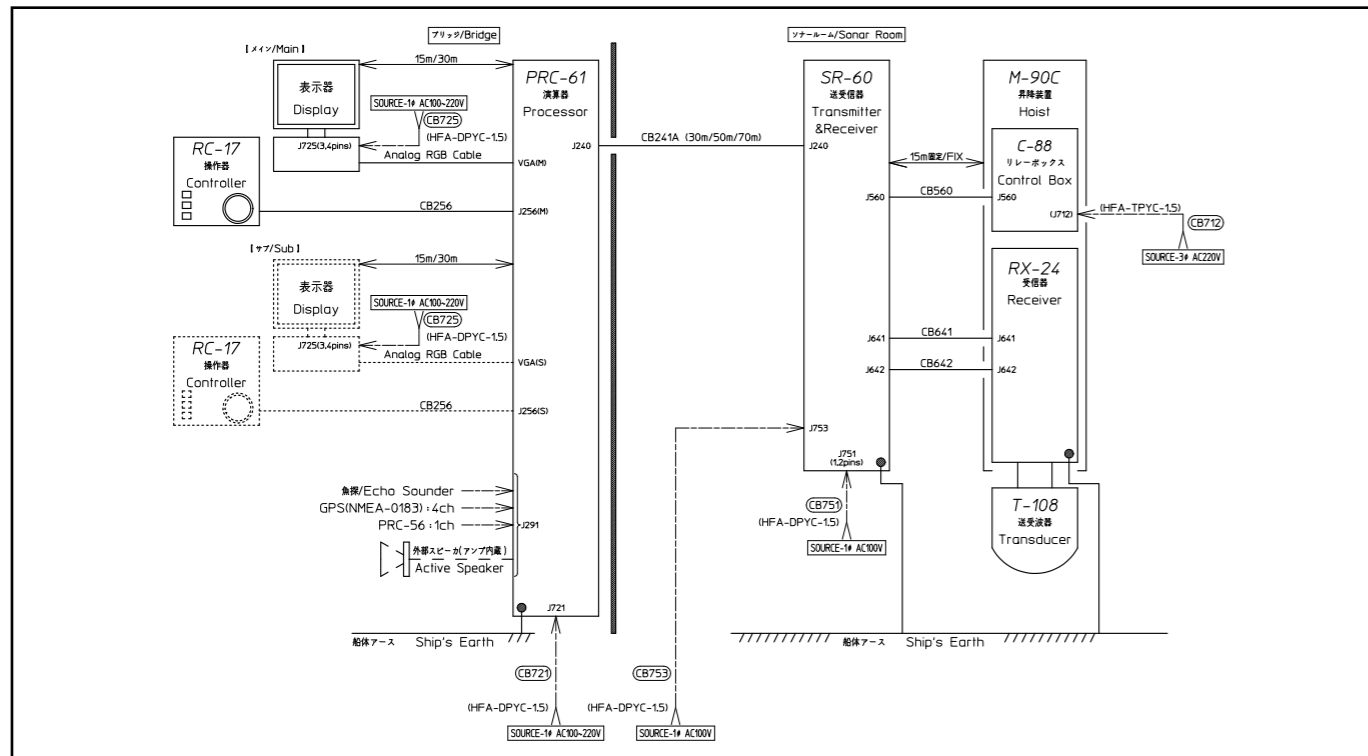 ブリッジ/Bridge
ソナールーム/Sonar Room
【メイン/Main】
15m/30m
表示器
Display
SOURCE-1φ AC100~220V
CB725
(HFA-DPYC-1.5)
J725(3,4pins)
Analog RGB Cable
VGA(M)
RC-17
操作器
Controller
CB256
J256(M)
【サブ/Sub】
15m/30m
表示器
Display
SOURCE-1φ AC100~220V
CB725
(HFA-DPYC-1.5)
J725(3,4pins)
Analog RGB Cable
VGA(S)
RC-17
操作器
Controller
CB256
J256(S)
魚探/Echo Sounder
GPS(NMEA-0183):4ch
PRC-56:1ch
J291
外部スピーカ(アンプ内蔵)
Active Speaker
PRC-61
演算器
Processor
J240
J721
船体アース Ship's Earth
CB721
(HFA-DPYC-1.5)
SOURCE-1φ AC100~220V
CB241A (30m/50m/70m)
SR-60
送受信器
Transmitter
&Receiver
J240
15m固定/FIX
J560
CB560
J560
J641
CB641
J641
J642
CB642
J642
J753
J751
(1,2pins)
CB751
(HFA-DPYC-1.5)
SOURCE-1φ AC100V
CB753
(HFA-DPYC-1.5)
SOURCE-1φ AC100V
M-90C
昇降装置
Hoist
C-88
リレーボックス
Control Box
(J712)
(HFA-TPYC-1.5)
CB712
SOURCE-3φ AC220V
RX-24
受信器
Receiver
T-108
送受波器
Transducer
船体アース Ship's Earth